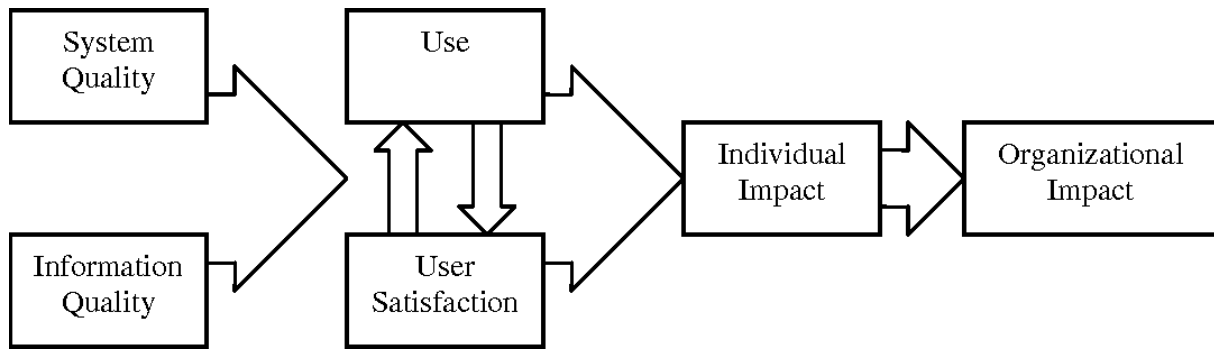 System
Quality
Information
Quality
Use
User
Satisfaction
Individual
Impact
Organizational
Impact